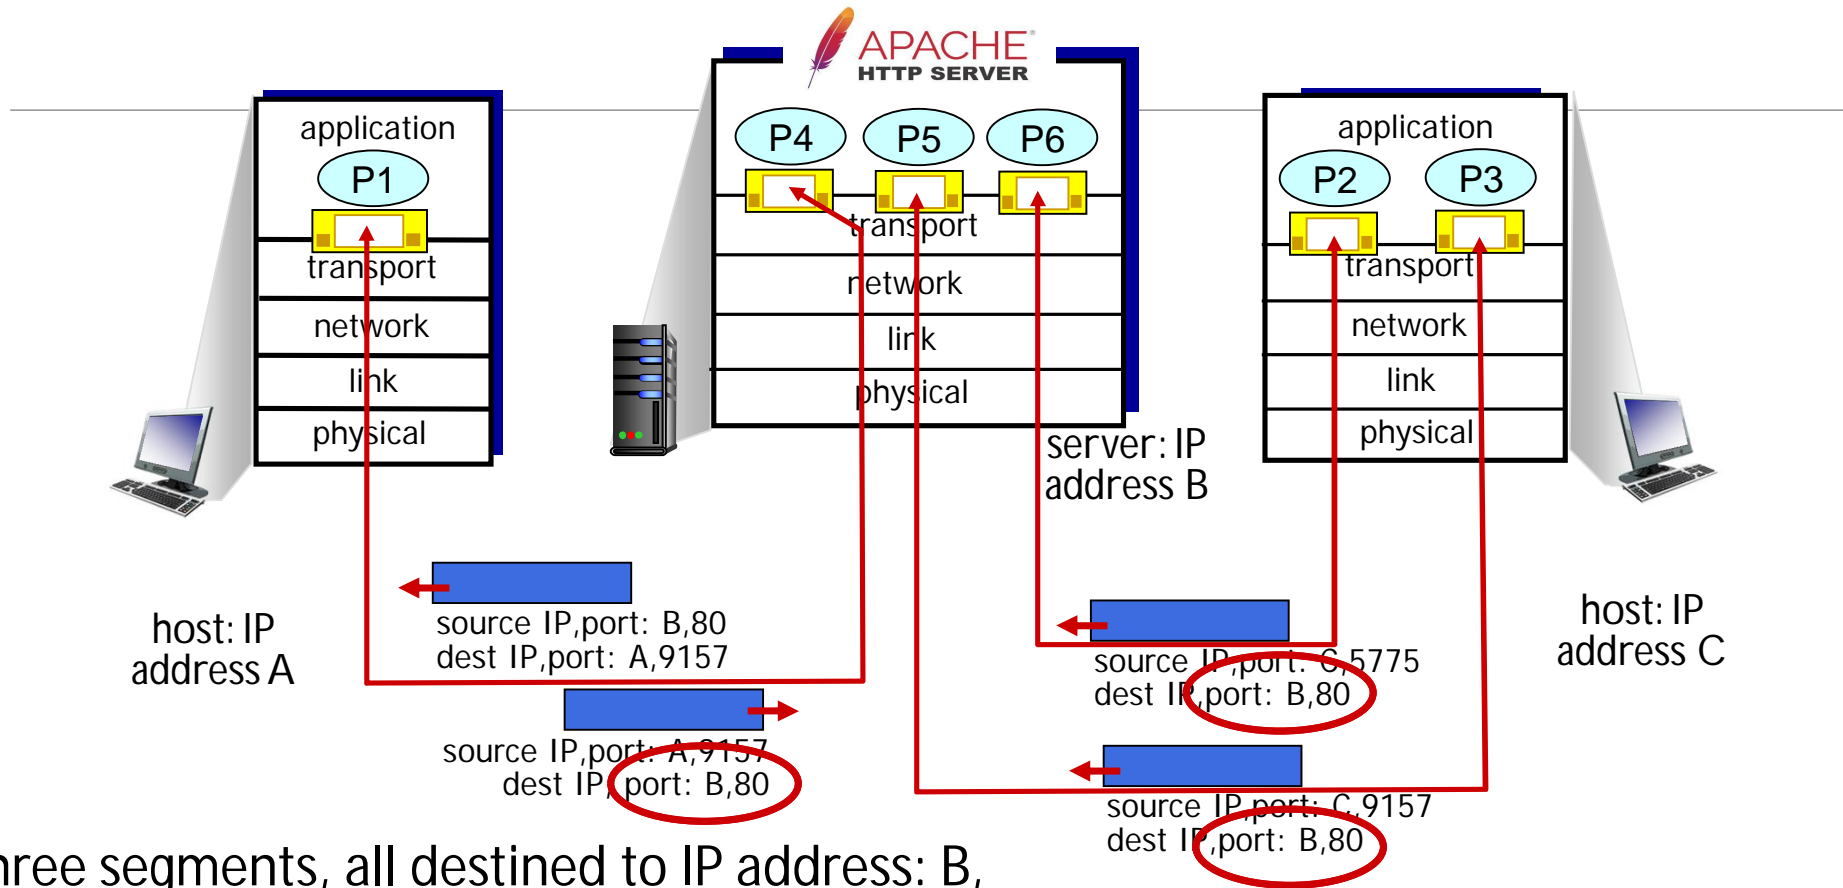 APACHE
HTTP SERVER
application
P1
transport
network
link
physical
P4
P5
P6
transport
network
link
physical
application
P2
P3
transport
network
link
physical
server: IP
address B
host: IP
address A
source IP,port: B,80
dest IP,port: A,9157
source IP,port: A,9157
dest IP, port: B,80
source IP,port: C,5775
dest IP,port: B,80
source IP,port: C,9157
dest IP,port: B,80
host: IP
address C
hree segments, all destined to IP address: B,